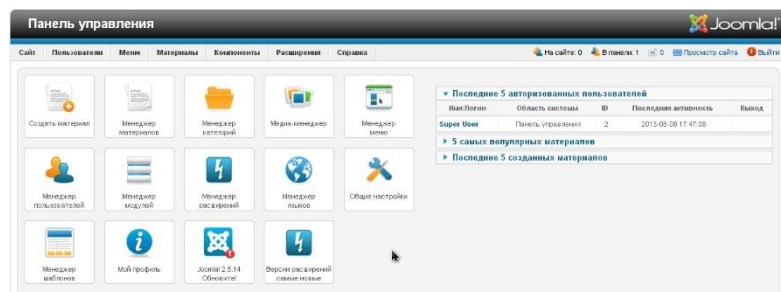 Панель управления
Joomla!
Сайт Пользователи Меню Материалы Компоненты Расширения Справка
На сайте: 0 В панели: 1 0 Просмотр сайта Выйти
Создать материал Менеджер материалов Менеджер категорий Медиа-менеджер Менеджер меню
Последние 5 авторизованных пользователей
Имя/Логин Область системы ID Последняя активность Выход
Super User Панель управления 2 2013-08-08 17:47:08
5 самых популярных материалов
Последние 5 созданных материалов
Менеджер пользователей Менеджер модулей Менеджер расширений Менеджер языков Общие настройки
Менеджер шаблонов Мой профиль Joomla! 2.5.14 Обновите! Версии расширений самые новые